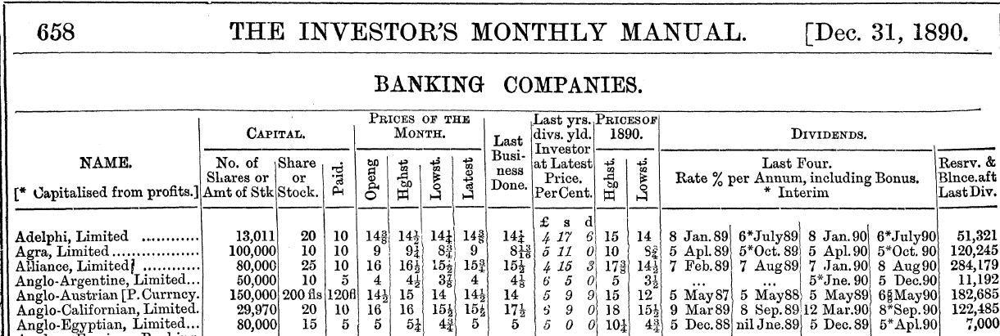 658 THE INVESTOR'S MONTHLY MANUAL. [Dec. 31, 1890.
BANKING COMPANIES.
NAME.
[* Capitalised from profits.]
CAPITAL.
No. of Shares or Amt of Stk
Share or Stock.
Paid.
PRICES OF THE MONTH.
Openg
Hghst.
Lowst.
Latest
Last Business Done.
Last yrs. divs. yld. Investor at Latest Price. Per Cent.
PRICES OF 1890.
Hghst.
Lowst.
DIVIDENDS.
Last Four.
Rate % per Annum, including Bonus.
* Interim
Resrv. & Blnce. aft Last Div.
£ s d
Adelphi, Limited ............ 13,011 20 10 14⅜ 14½ 14¼ 14⅜ 14¼ 4 17 6 15 14 8 Jan. 89 6*July89 8 Jan. 90 6*July90 51,321
Agra, Limited .................. 100,000 10 10 9 9¼ 8¾ 9 8 13/16 5 11 0 10 8¾ 5 Apl. 89 5*Oct. 89 5 Apl. 90 5*Oct. 90 120,245
Alliance, Limited ............ 80,000 25 10 16 16½ 15½ 15¾ 15½ 4 15 3 17⅜ 14½ 7 Feb. 89 7 Aug 89 7 Jan. 90 8 Aug 90 284,179
Anglo-Argentine, Limited... 50,000 10 5 4 4½ 3⅞ 4 4⅛ 6 5 0 5 3½ ... ... 5*Jne. 90 5 Dec. 90 11,192
Anglo-Austrian [P. Currncy. 150,000 200 fls 120fl 14½ 15 14 14½ 14 5 9 9 15 12 5 May87 5 May88 5 May89 6⅝May90 182,685
Anglo-Californian, Limited. 29,970 20 10 16 16 15½ 15½ 17½ 9 0 18 15½ 9 Mar 89 8 Sep. 89 12 Mar. 90 8*Sep. 90 122,485
Anglo-Egyptian, Limited... 80,000 15 5 5 5¼ 4¾ 5 5 5 0 0 10¼ 4¾ 5 Dec. 88 nil Jne.89 5 Dec. 89 5*Apl.90 7,000